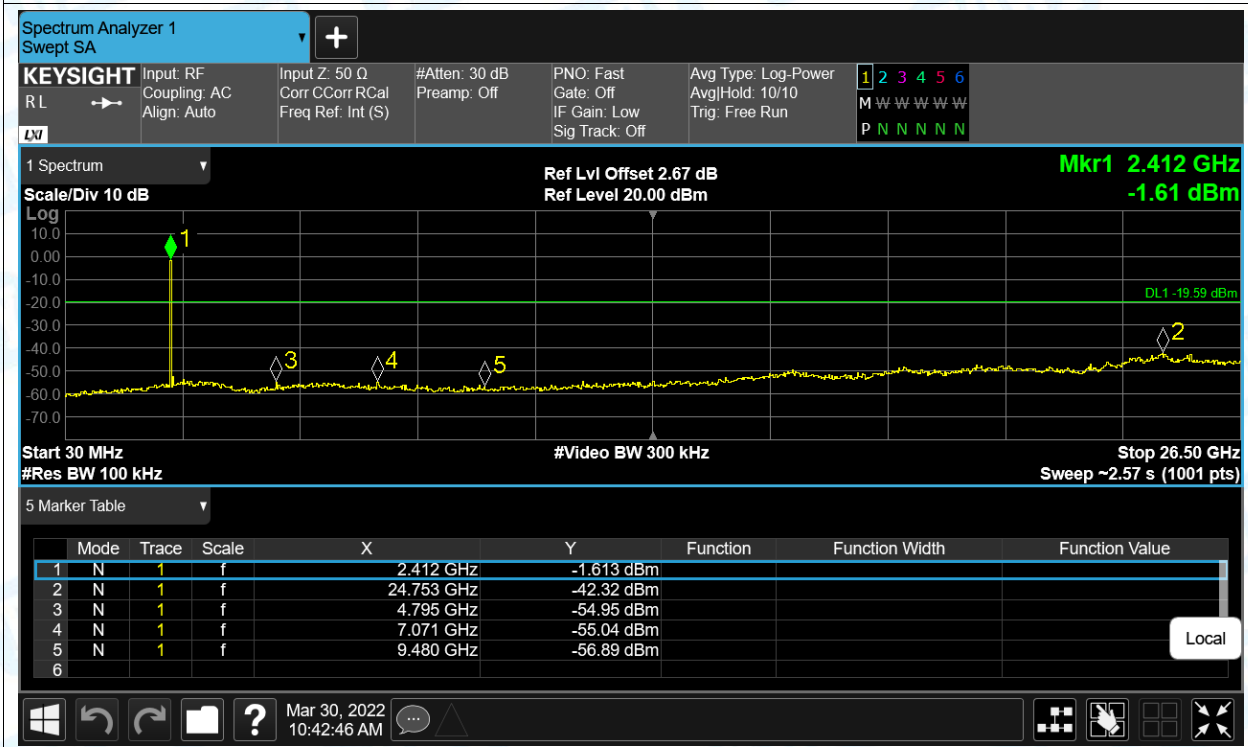 Spectrum Analyzer 1
Swept SA
KEYSIGHT
R L
LXI
Input: RF
Coupling: AC
Align: Auto
Input Z: 50 Ω
Corr CCorr RCal
Freq Ref: Int (S)
#Atten: 30 dB
Preamp: Off
PNO: Fast
Gate: Off
IF Gain: Low
Sig Track: Off
Avg Type: Log-Power
Avg|Hold: 10/10
Trig: Free Run
1 2 3 4 5 6
M W W W W W
P N N N N N
1 Spectrum
Scale/Div 10 dB
Ref Lvl Offset 2.67 dB
Ref Level 20.00 dBm
Mkr1 2.412 GHz
-1.61 dBm
Log
10.0
0.00
-10.0
-20.0
-30.0
-40.0
-50.0
-60.0
-70.0
1
DL1 -19.59 dBm
2
3
4
5
Start 30 MHz
#Video BW 300 kHz
Stop 26.50 GHz
#Res BW 100 kHz
Sweep ~2.57 s (1001 pts)
5 Marker Table
Mode Trace Scale X Y Function Function Width Function Value
1 N 1 f 2.412 GHz -1.613 dBm
2 N 1 f 24.753 GHz -42.32 dBm
3 N 1 f 4.795 GHz -54.95 dBm
4 N 1 f 7.071 GHz -55.04 dBm
5 N 1 f 9.480 GHz -56.89 dBm
6
Local
?
Mar 30, 2022
10:42:46 AM